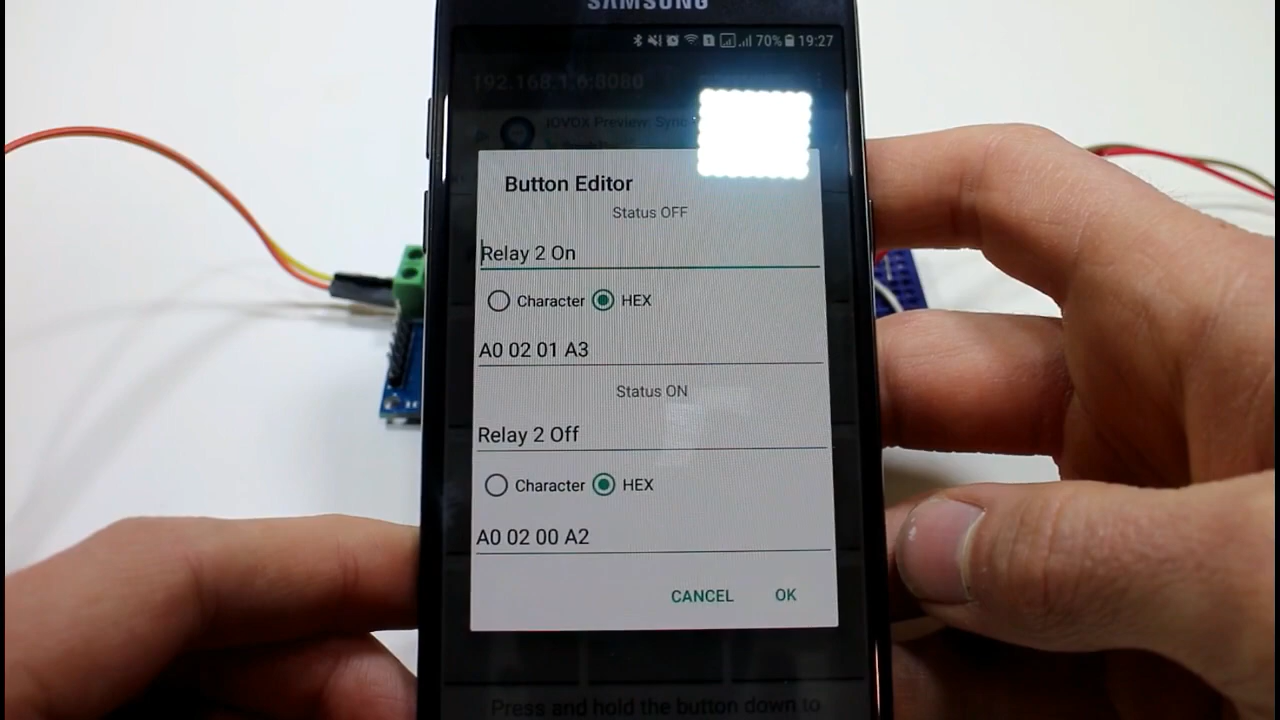 SAMSUNG
70% 19:27
192.168.1.6:8080
Button Editor
Status OFF
Relay 2 On
Character HEX
A0 02 01 A3
Status ON
Relay 2 Off
Character HEX
A0 02 00 A2
CANCEL OK
Press and hold the button down to